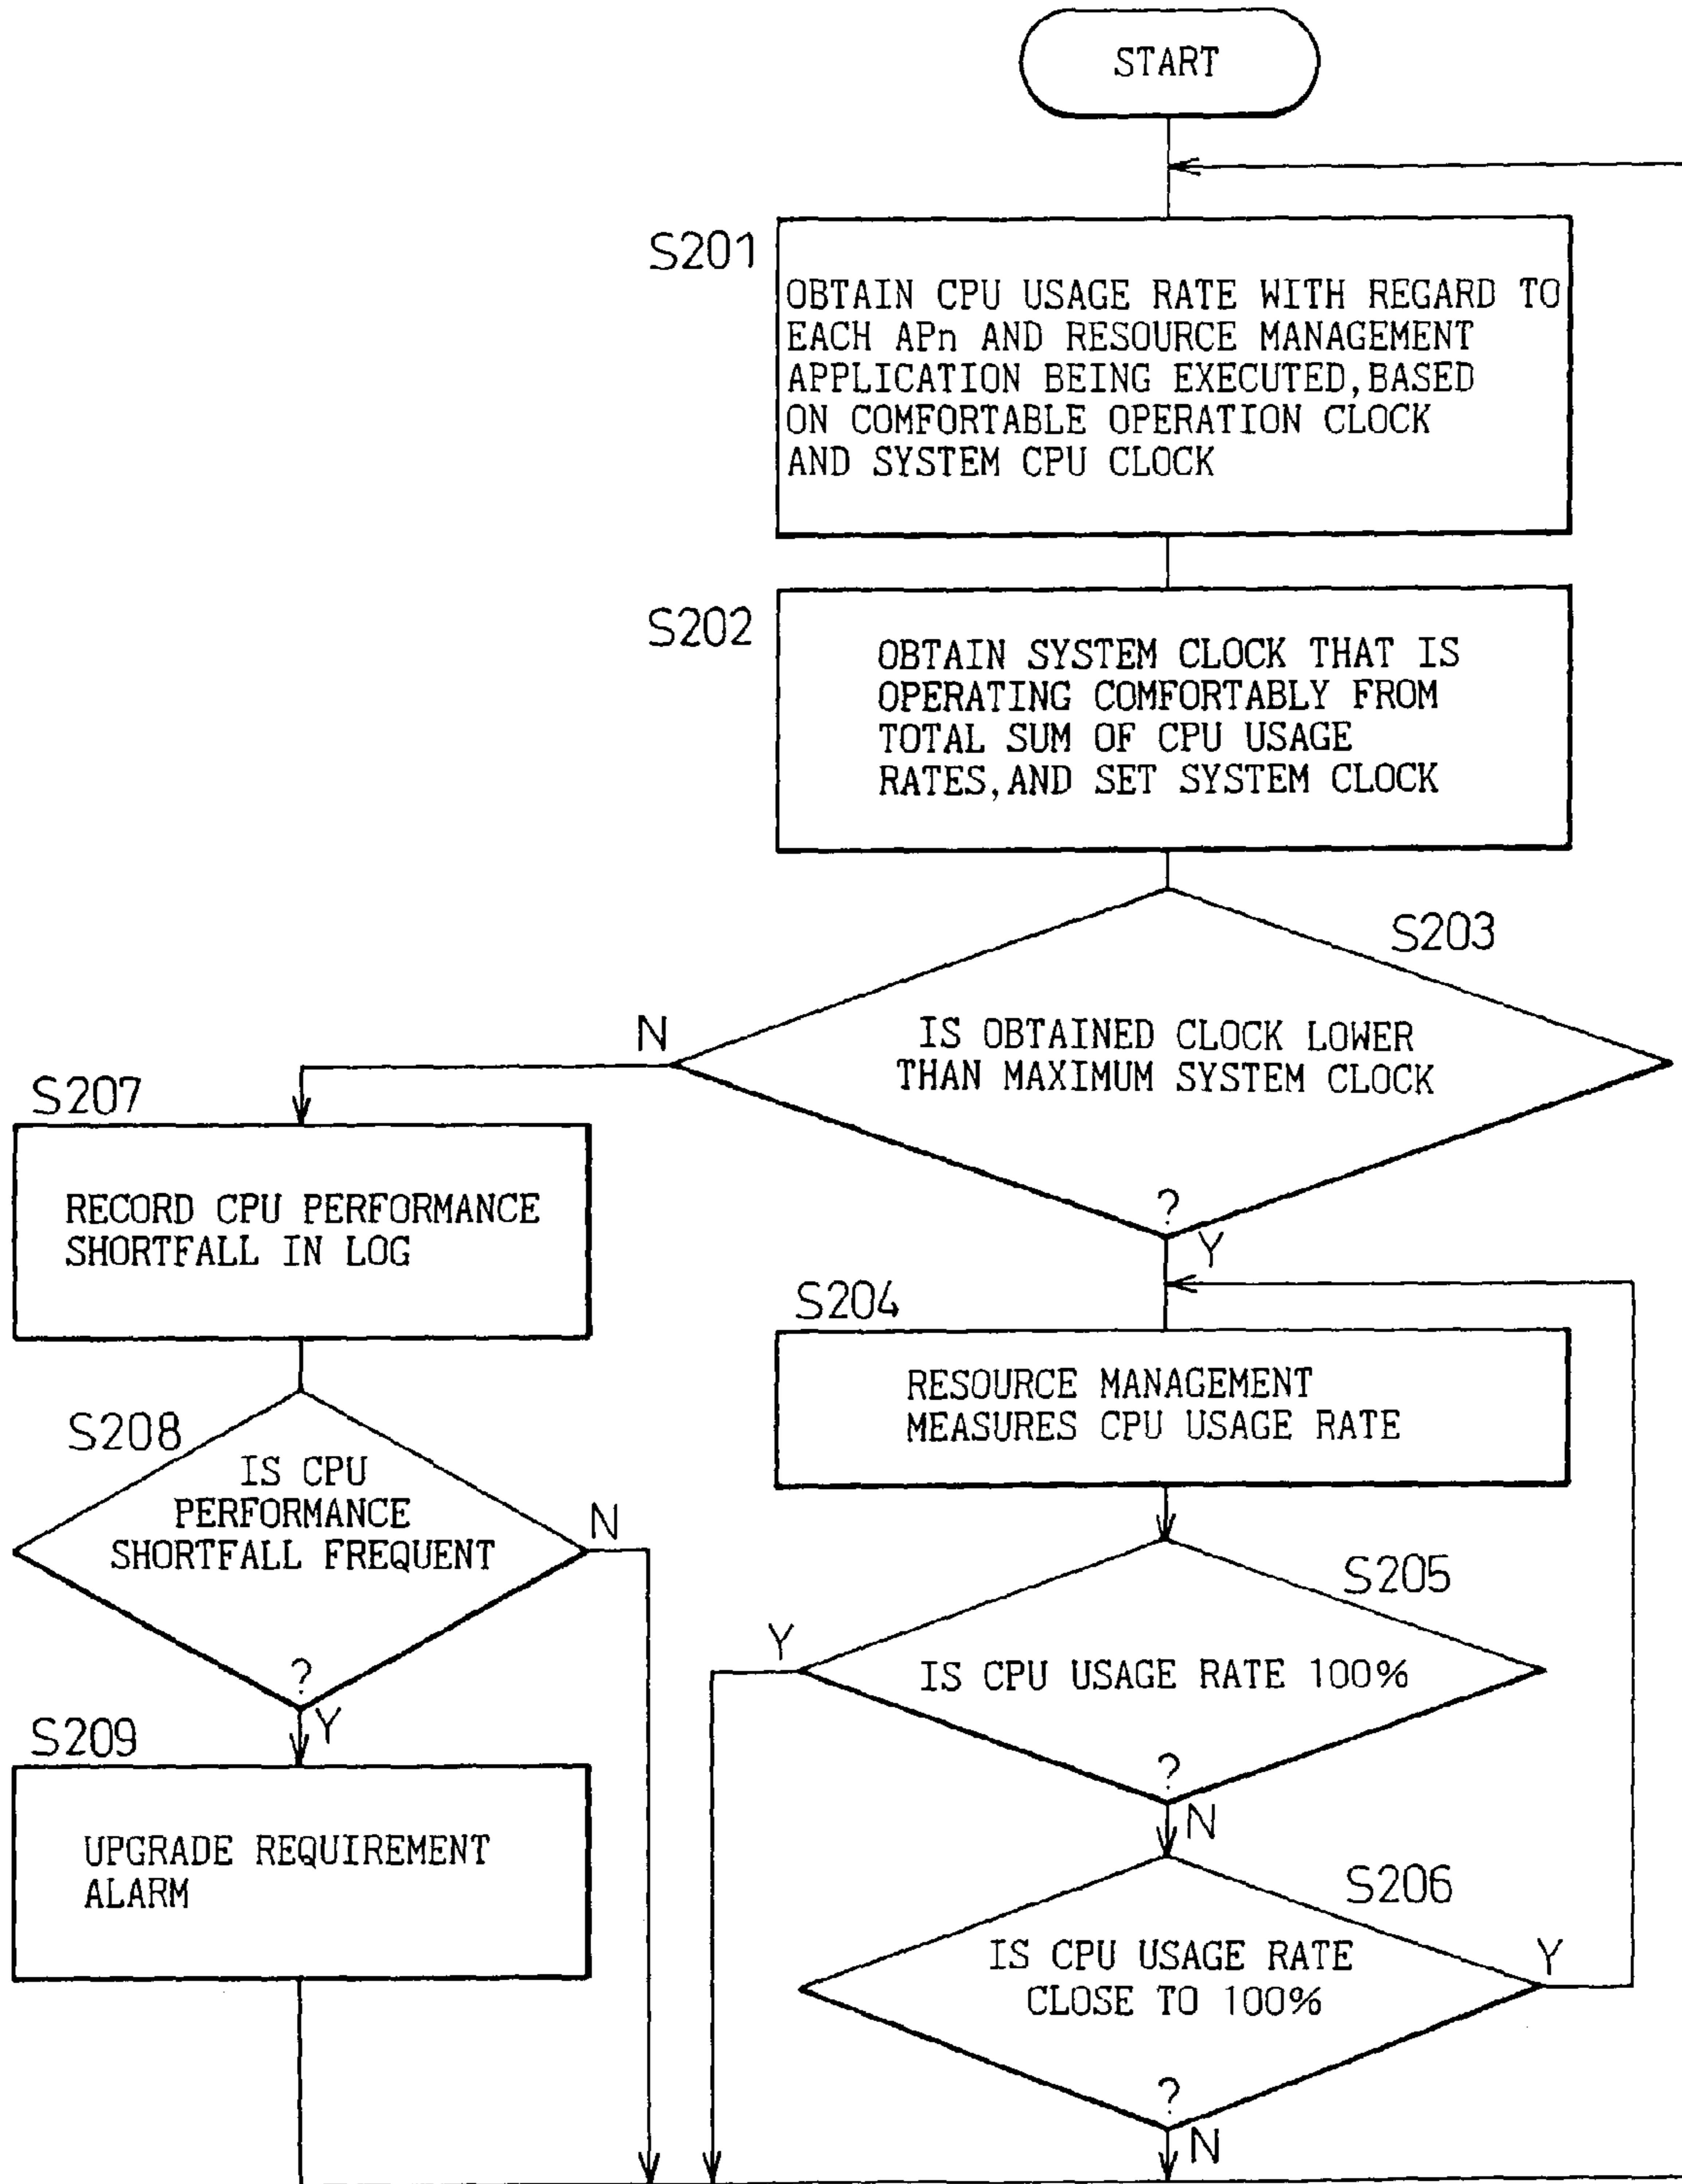 START
S201
OBTAIN CPU USAGE RATE WITH REGARD TO
EACH APn AND RESOURCE MANAGEMENT
APPLICATION BEING EXECUTED, BASED
ON COMFORTABLE OPERATION CLOCK
AND SYSTEM CPU CLOCK
S202
OBTAIN SYSTEM CLOCK THAT IS
OPERATING COMFORTABLY FROM
TOTAL SUM OF CPU USAGE
RATES, AND SET SYSTEM CLOCK
S203
IS OBTAINED CLOCK LOWER
THAN MAXIMUM SYSTEM CLOCK
?
N
Y
S207
RECORD CPU PERFORMANCE
SHORTFALL IN LOG
S204
RESOURCE MANAGEMENT
MEASURES CPU USAGE RATE
S208
IS CPU
PERFORMANCE
SHORTFALL FREQUENT
?
N
Y
S205
IS CPU USAGE RATE 100%
?
Y
N
S209
UPGRADE REQUIREMENT
ALARM
S206
IS CPU USAGE RATE
CLOSE TO 100%
?
Y
N